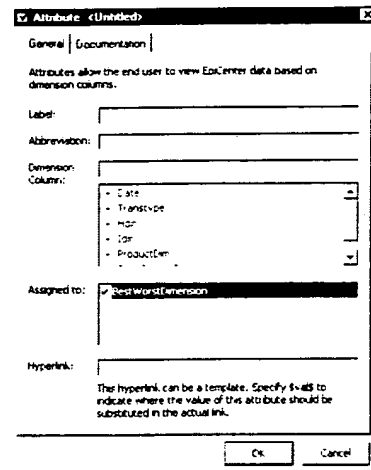 Attribute <Untitled>
General Documentation
Attributes allow the end user to view EpiCenter data based on
dimension columns.
Label:
Abbreviation:
Dimension
Column:
Date
Transtype
ProductDim
Assigned to:
BestWorstDimension
Hyperlink:
This hyperlink can be a template. Specify $val$ to
indicate where the value of this attribute should be
substituted in the actual link.
OK Cancel